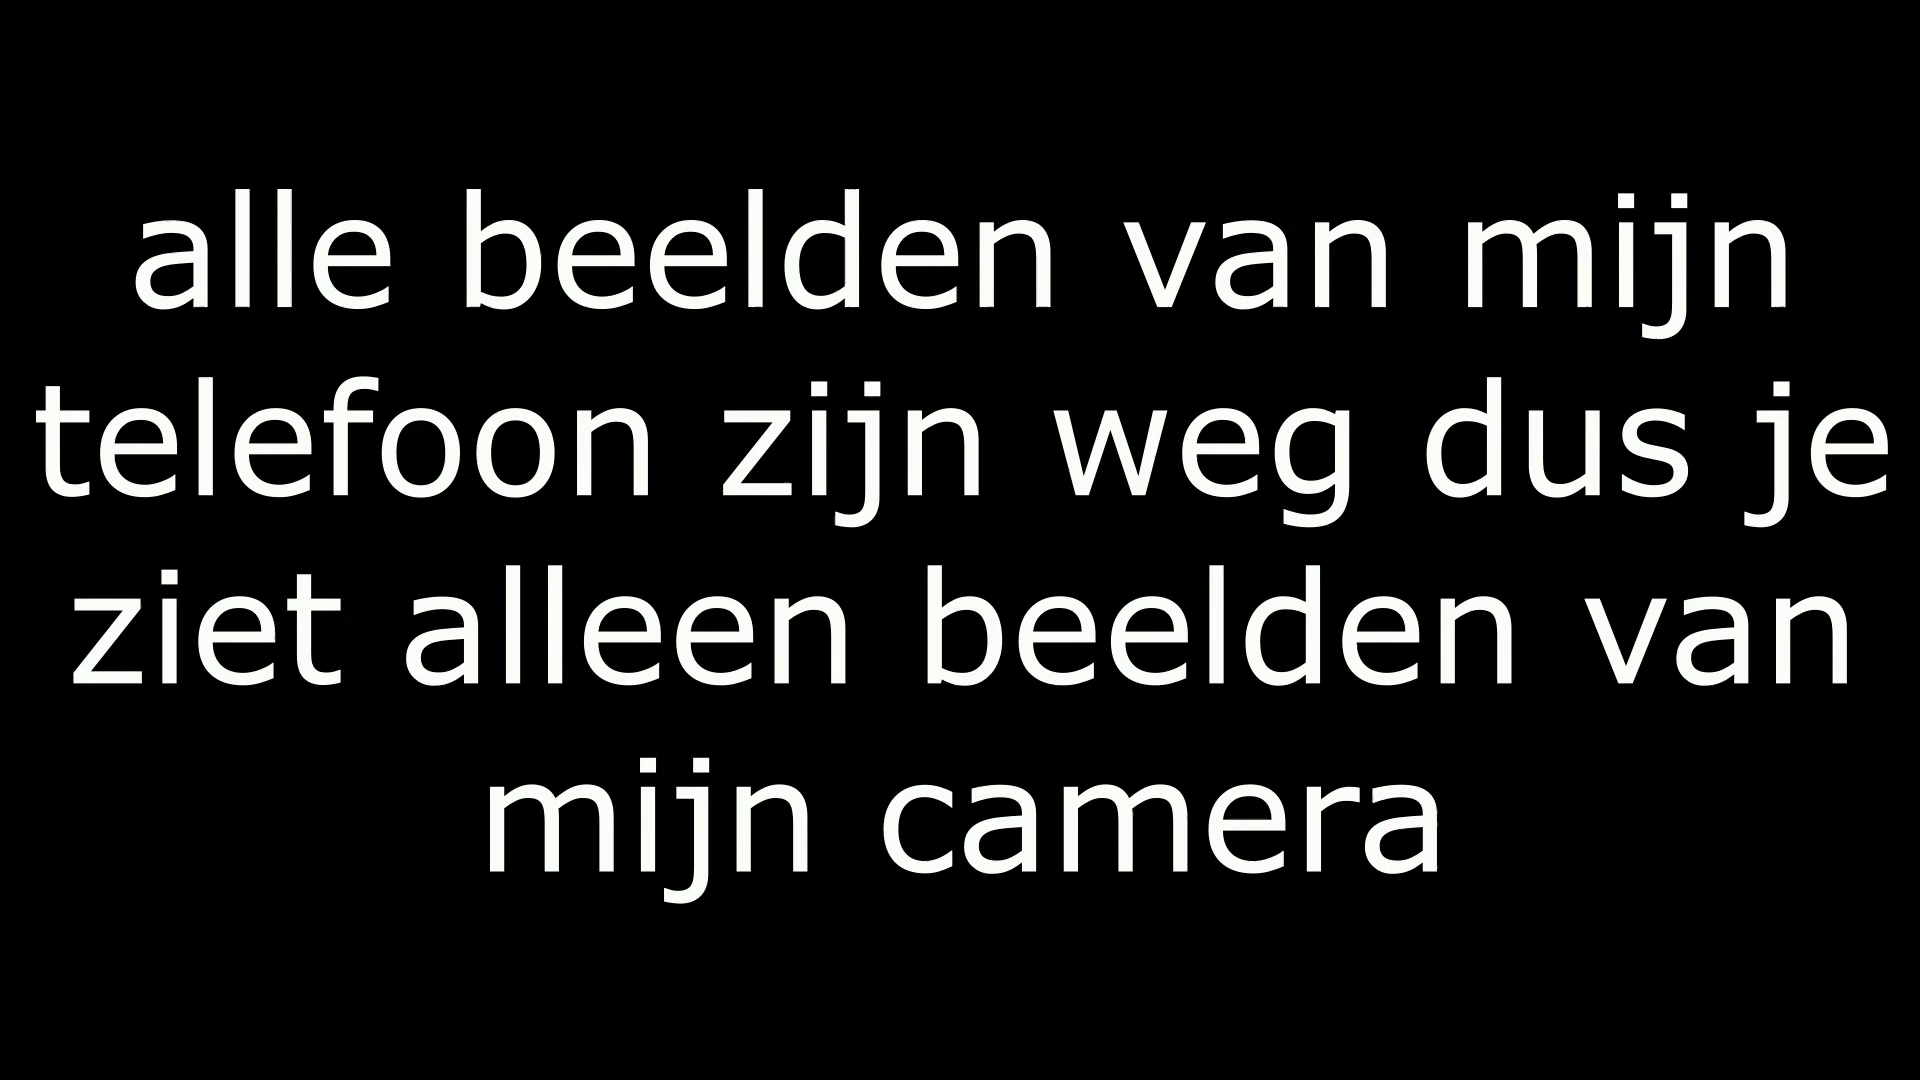 alle beelden van mijn
telefoon zijn weg dus je
ziet alleen beelden van
mijn camera